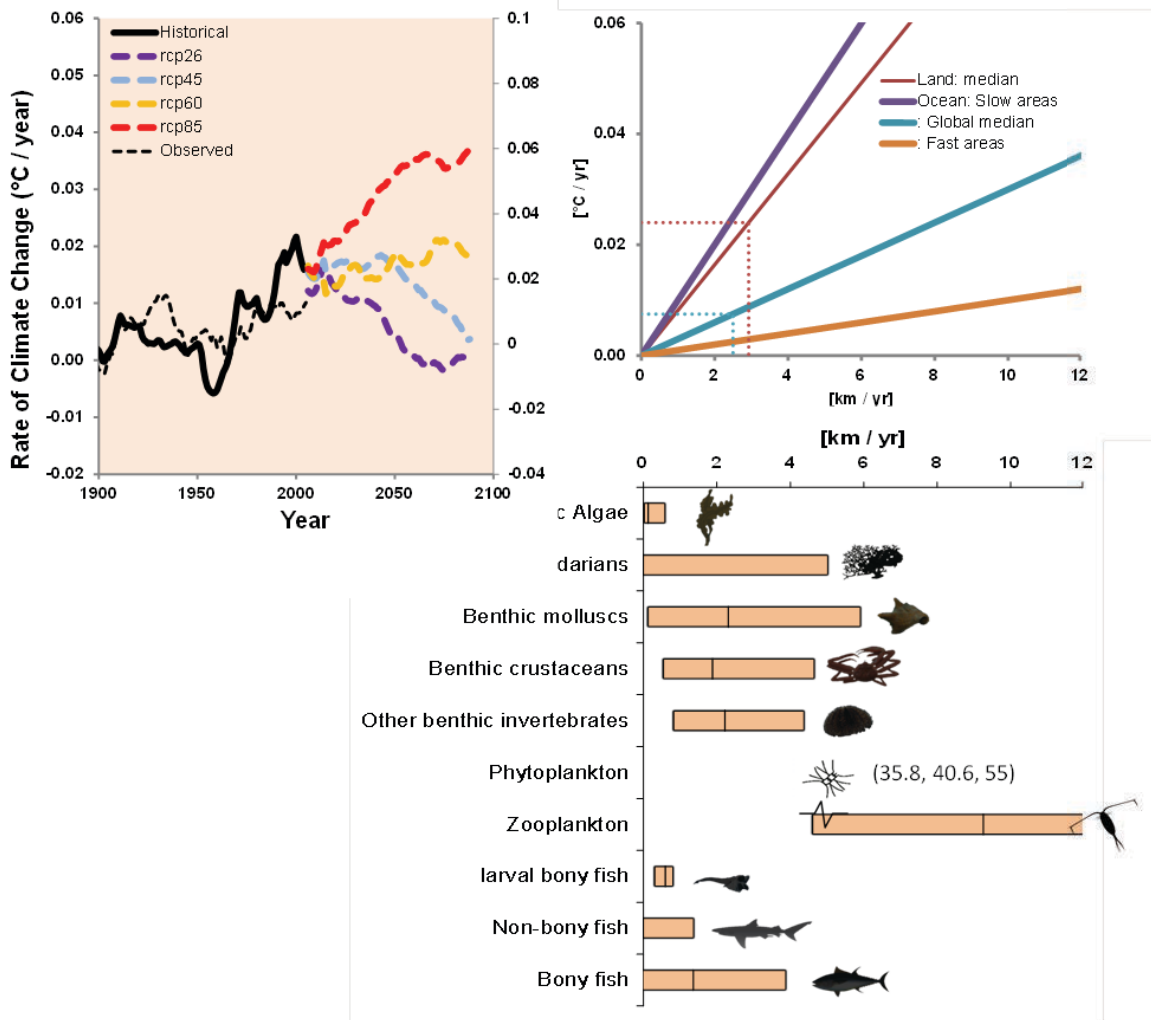 0.06
0.05
0.04
0.03
0.02
0.01
0.00
-0.01
-0.02
Rate of Climate Change (°C / year)
Historical
rcp26
rcp45
rcp60
rcp85
Observed
0.1
0.08
0.06
0.04
0.02
0
-0.02
-0.04
1900
1950
2000
2050
2100
Year
0.06
0.04
0.02
0.00
[°C / yr]
Land: median
Ocean: Slow areas
: Global median
: Fast areas
0
2
4
6
8
10
12
[km / yr]
[km / yr]
0
2
4
6
8
10
12
c Algae
darians
Benthic molluscs
Benthic crustaceans
Other benthic invertebrates
Phytoplankton
(35.8, 40.6, 55)
Zooplankton
larval bony fish
Non-bony fish
Bony fish